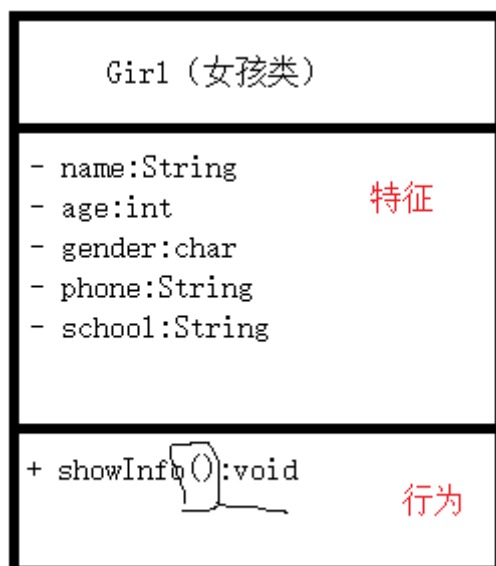 Girl（女孩类）
- name:String
- age:int
特征
- gender:char
- phone:String
- school:String
+ showInfo():void
行为